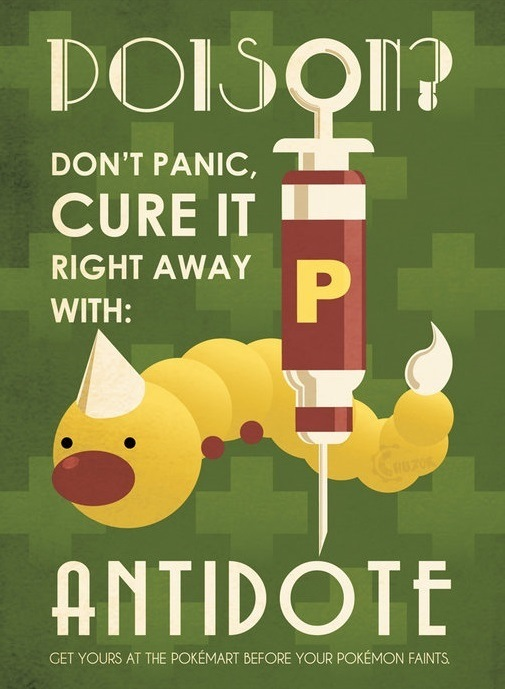 POISON?
DON'T PANIC,
CURE IT
RIGHT AWAY
WITH:
P
ANTIDOTE
GET YOURS AT THE POKÉMART BEFORE YOUR POKÉMON FAINTS.